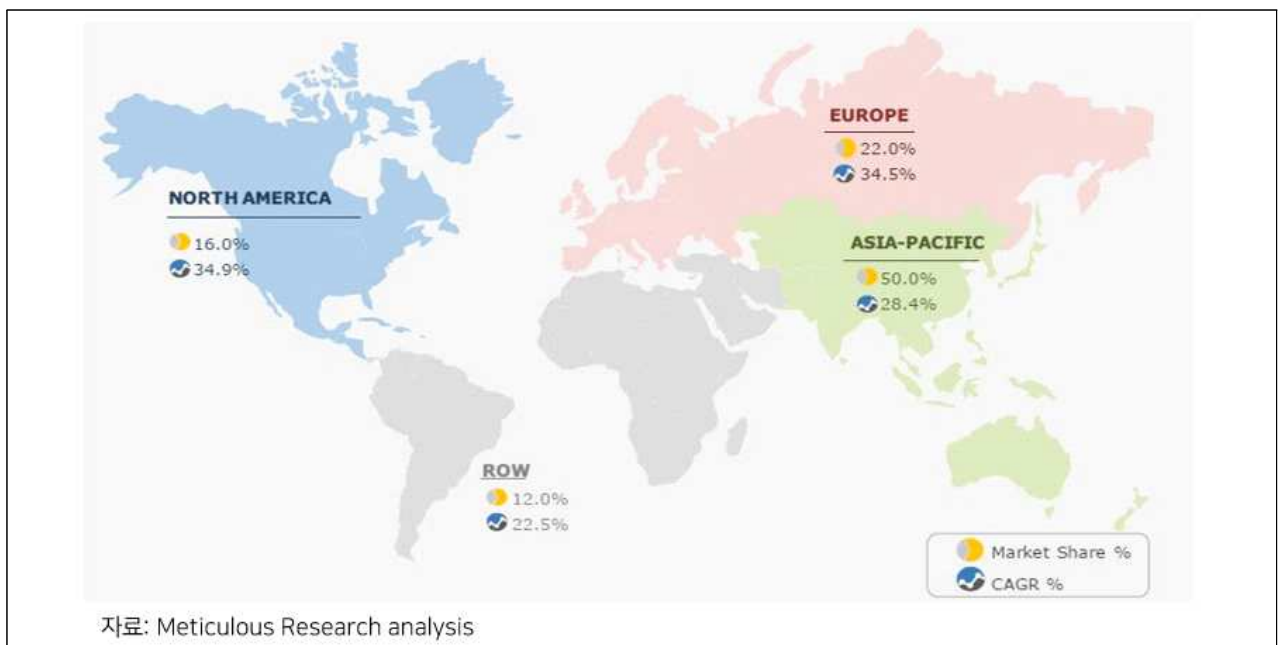 EUROPE
22.0%
34.5%
NORTH AMERICA
16.0%
34.9%
ASIA-PACIFIC
50.0%
28.4%
ROW
12.0%
22.5%
Market Share %
CAGR %
자료: Meticulous Research analysis